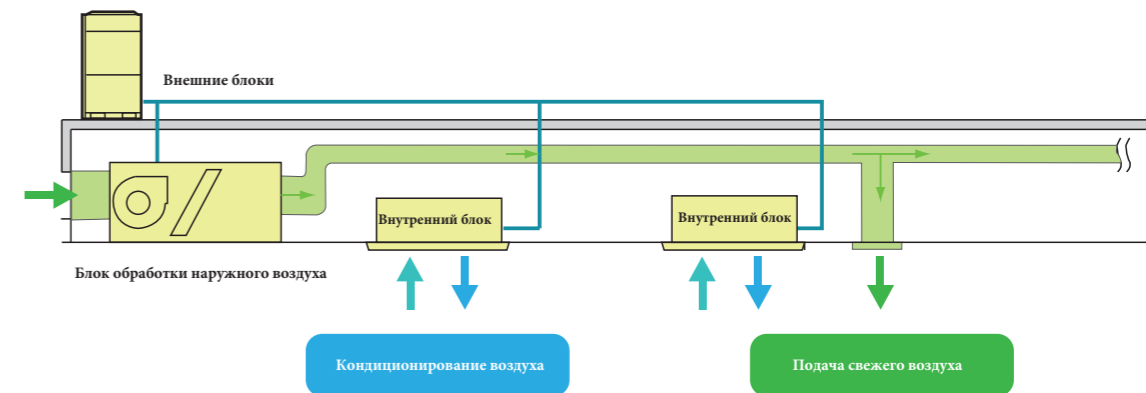 Внешние блоки
Внутренний блок
Внутренний блок
Блок обработки наружного воздуха
Кондиционирование воздуха
Подача свежего воздуха